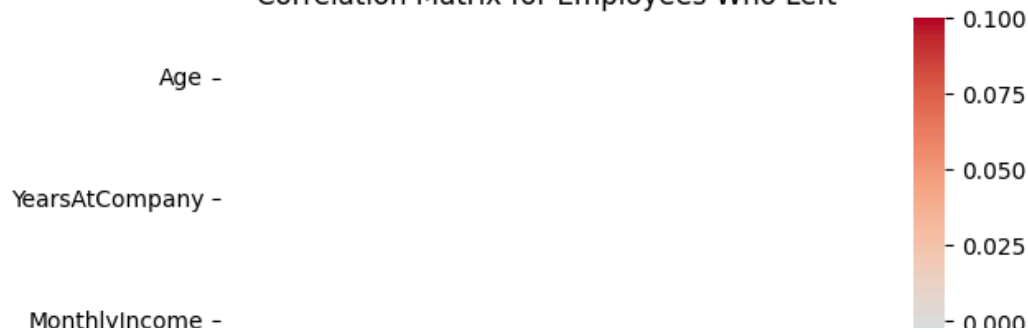 Correlation Matrix for Employees Who Left
0.100
Age
0.075
YearsAtCompany
0.050
0.025
MonthlyIncome
0.000